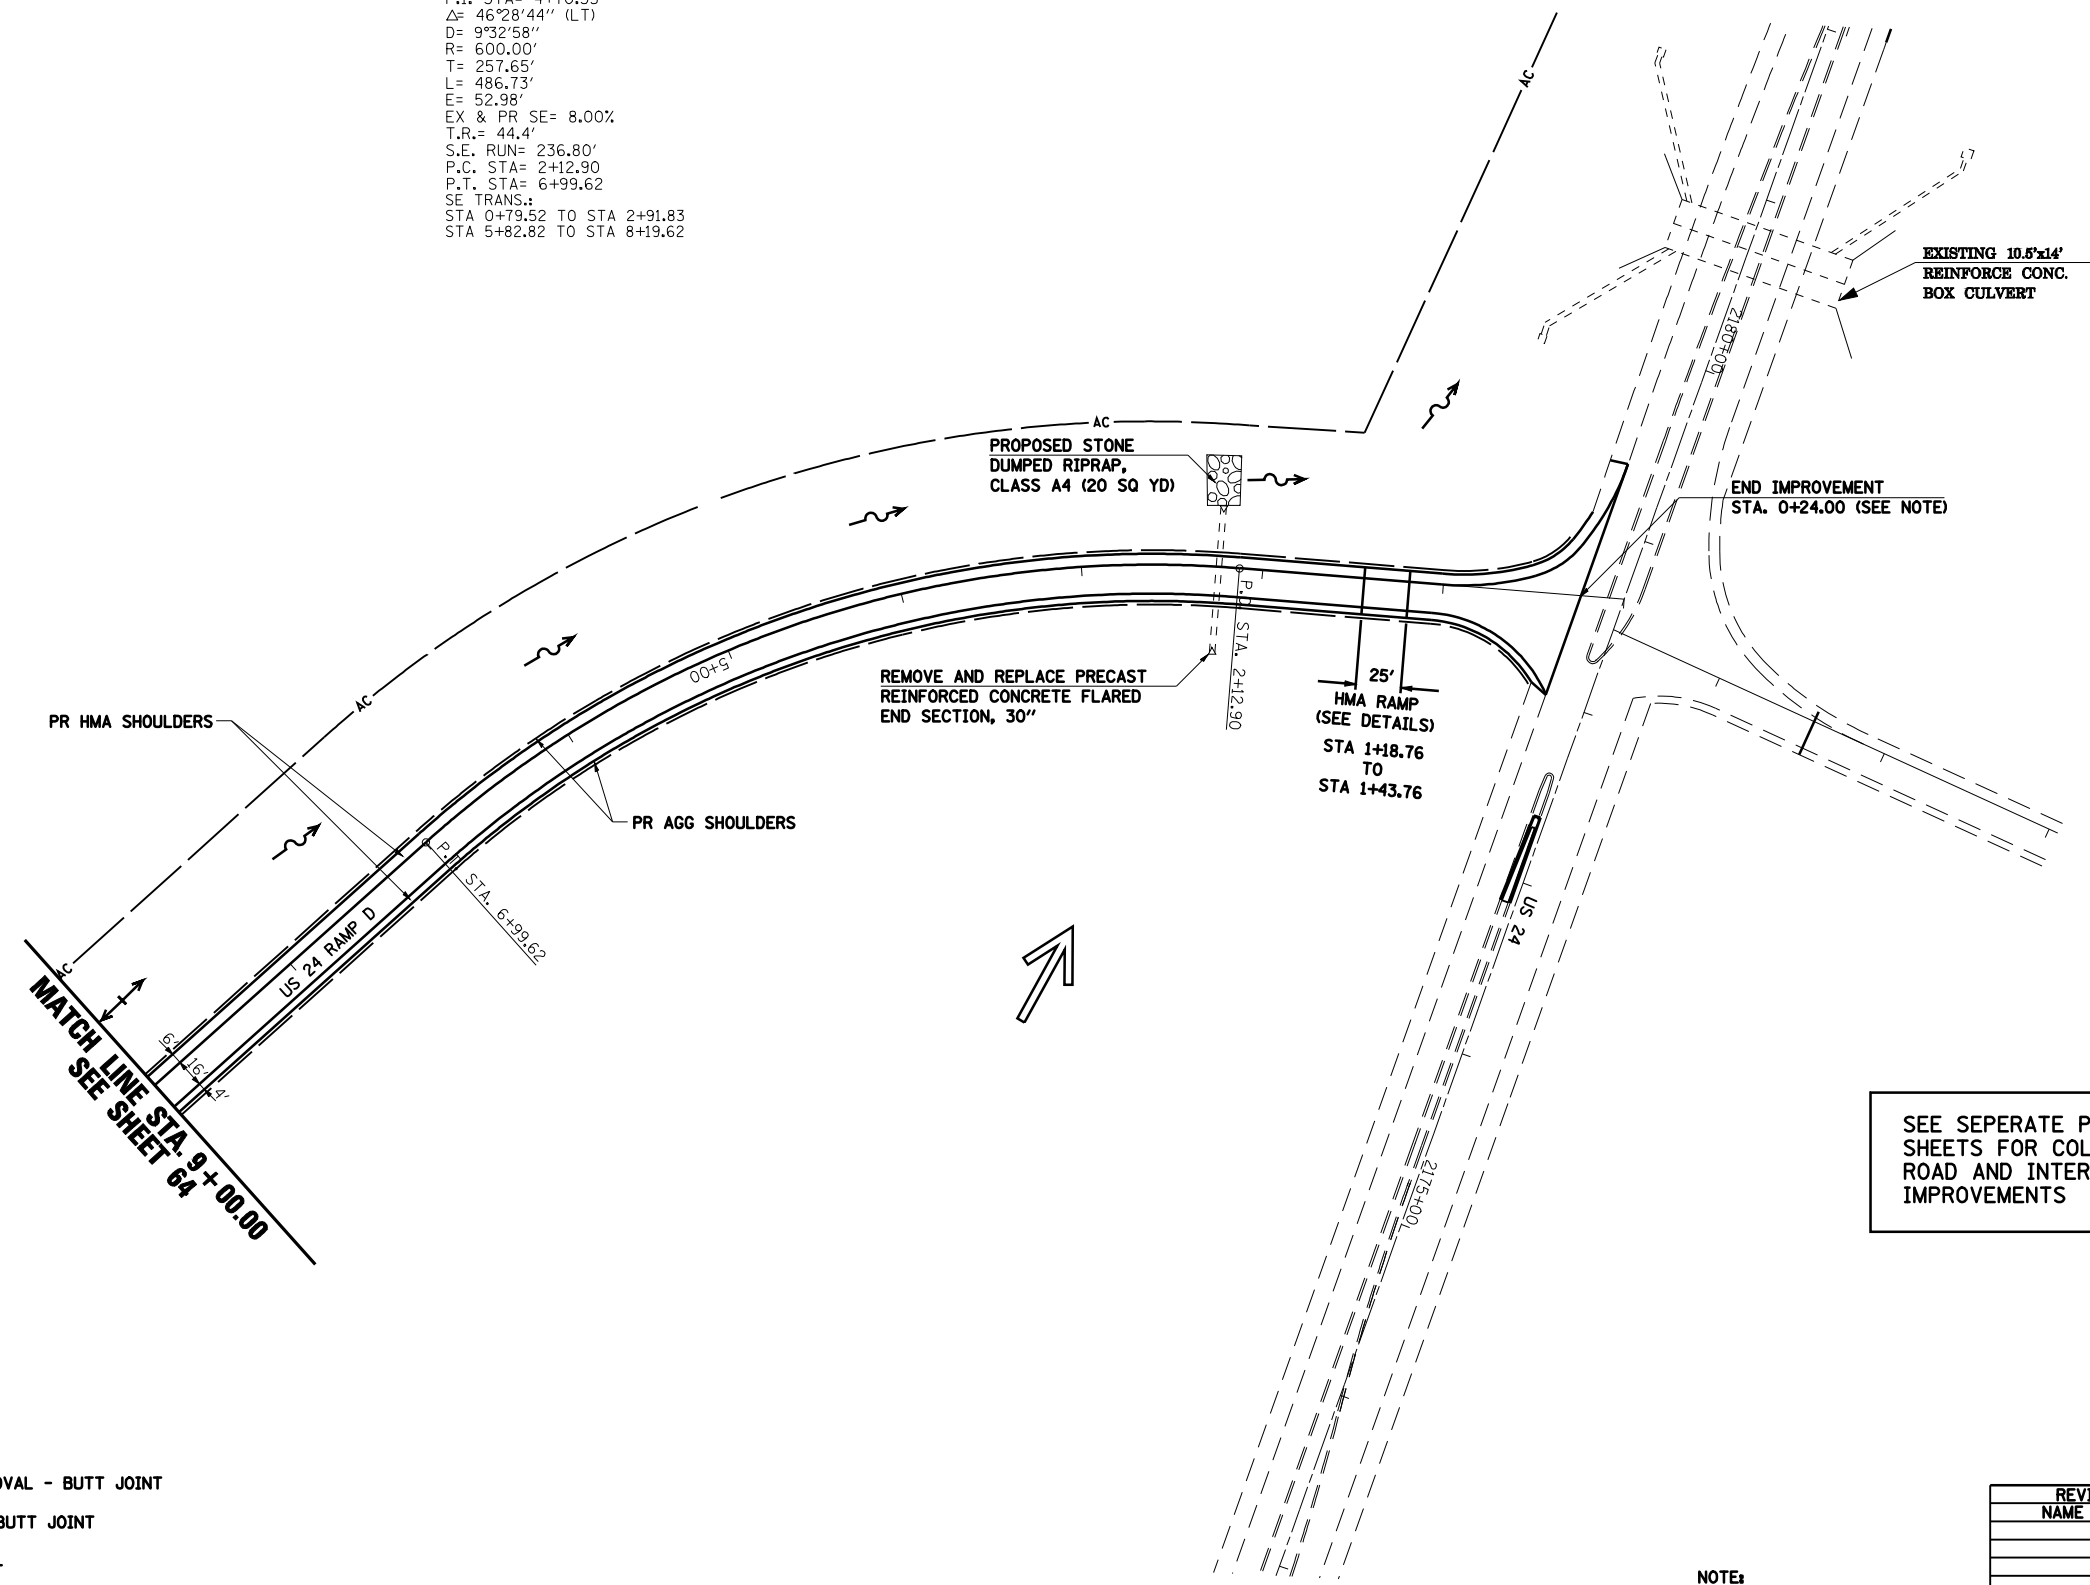 Δ= 46°28'44" (LT)
D= 9°32'58"
R= 600.00'
T= 257.65'
L= 486.73'
E= 52.98'
EX & PR SE= 8.00%
T.R.= 44.4'
S.E. RUN= 236.80'
P.C. STA= 2+12.90
P.T. STA= 6+99.62
SE TRANS.:
STA 0+79.52 TO STA 2+91.83
STA 5+82.82 TO STA 8+19.62
AC
EXISTING 10.5'x14'
REINFORCE CONC.
BOX CULVERT
2180+00
AC
PROPOSED STONE
DUMPED RIPRAP,
CLASS A4 (20 SQ YD)
END IMPROVEMENT
STA. 0+24.00 (SEE NOTE)
P.C. STA. 2+12.90
5+00
REMOVE AND REPLACE PRECAST
REINFORCED CONCRETE FLARED
END SECTION, 30"
25'
HMA RAMP
(SEE DETAILS)
STA 1+18.76
TO
STA 1+43.76
AC
PR HMA SHOULDERS
PR AGG SHOULDERS
P.T. STA. 6+99.62
US 24 RAMP D
US 24
AC
MATCH LINE STA. 9+00.00
SEE SHEET 64
6'
16'
4'
2175+00
SEE SEPERATE P
SHEETS FOR COL
ROAD AND INTER
IMPROVEMENTS
OVAL - BUTT JOINT
BUTT JOINT
REVI
NAME
NOTE: